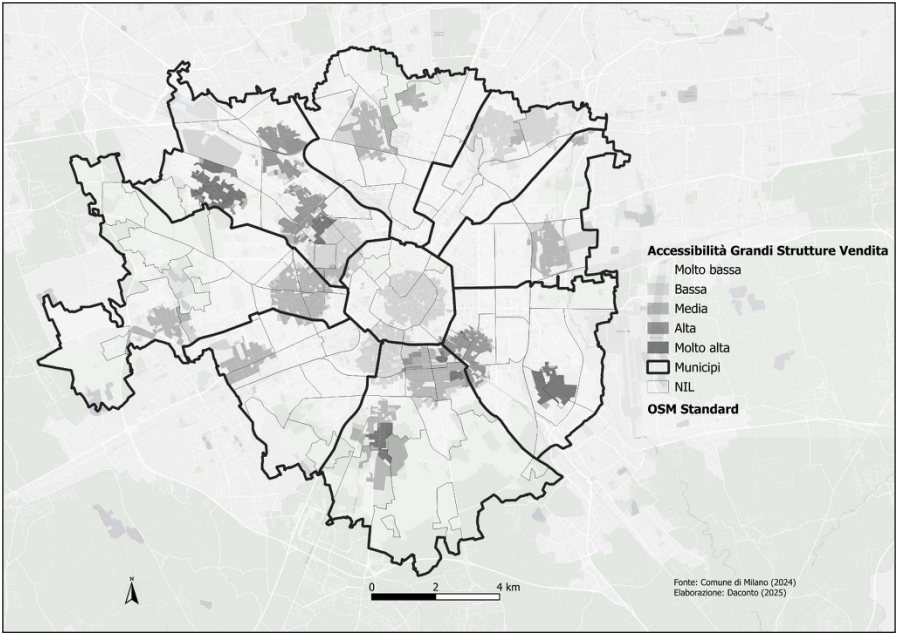 Accessibilità Grandi Strutture Vendita
Molto bassa
Bassa
Media
Alta
Molto alta
Municipi
NIL
OSM Standard
N
0 2 4 km
Fonte: Comune di Milano (2024)
Elaborazione: Daconto (2025)